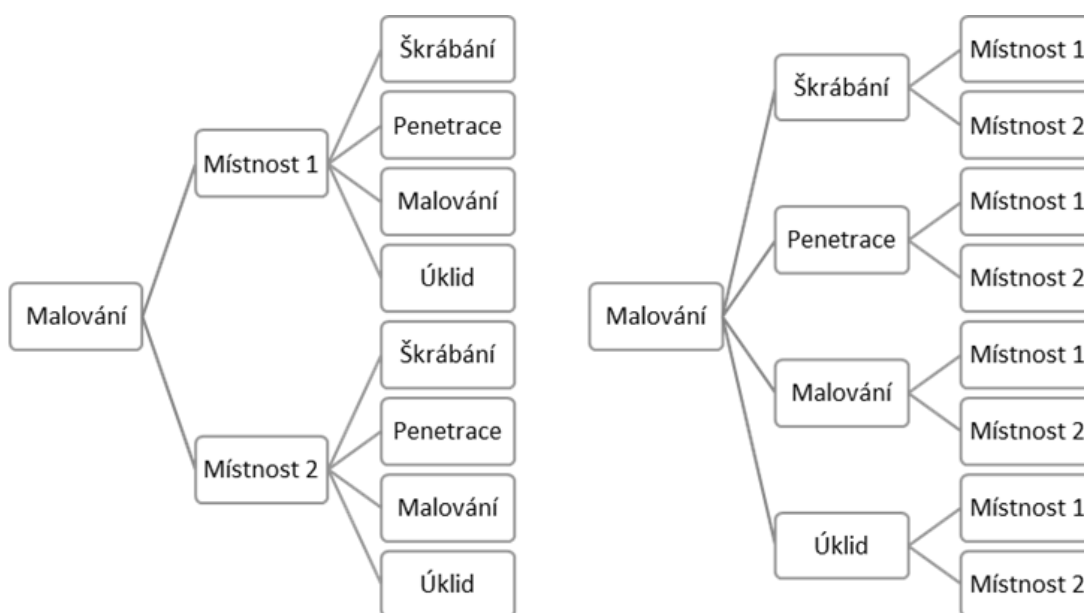 Malování
Místnost 1
Škrábání
Penetrace
Malování
Úklid
Místnost 2
Škrábání
Penetrace
Malování
Úklid
Malování
Škrábání
Místnost 1
Místnost 2
Penetrace
Místnost 1
Místnost 2
Malování
Místnost 1
Místnost 2
Úklid
Místnost 1
Místnost 2